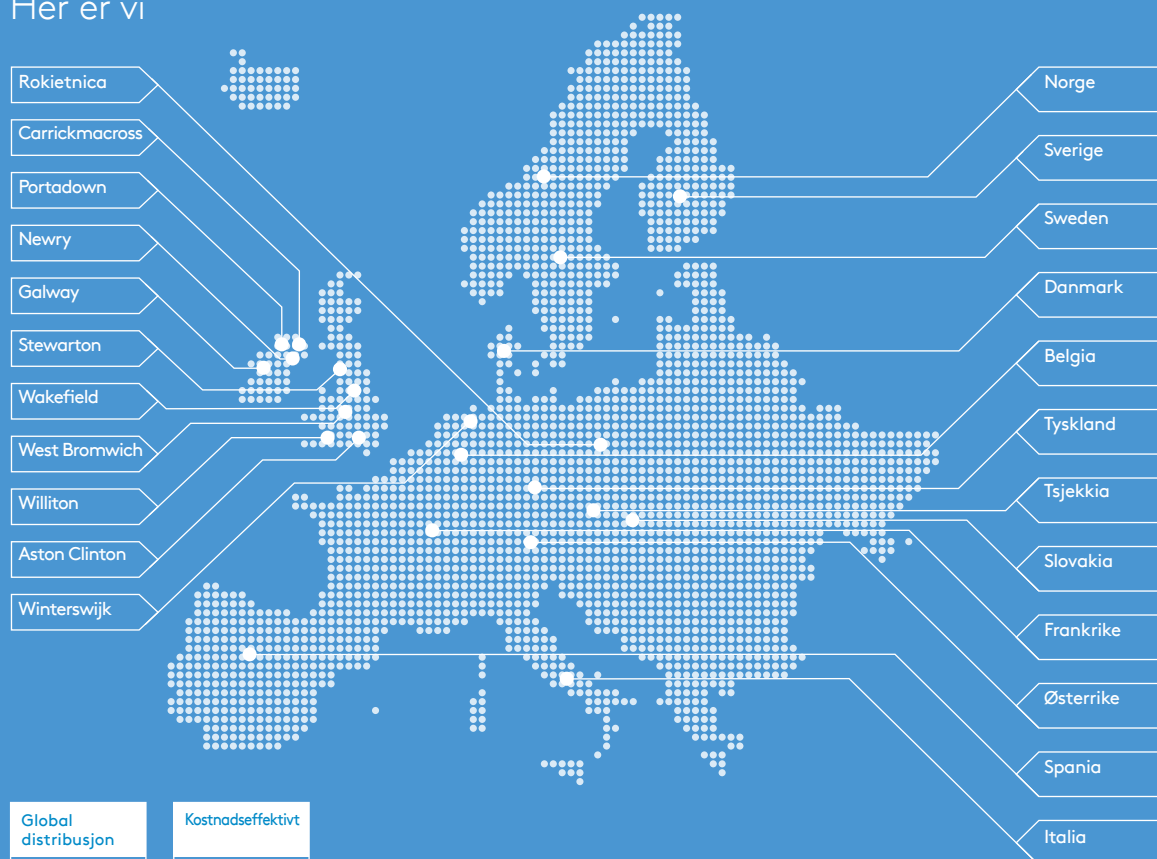 Her er vi
Rokietnica
Carrickmacross
Portadown
Newry
Galway
Stewarton
Wakefield
West Bromwich
Williton
Aston Clinton
Winterswijk
Norge
Sverige
Sweden
Danmark
Belgia
Tyskland
Tsjekkia
Slovakia
Frankrike
Østerrike
Spania
Italia
Global
distribusjon
Kostnadseffektivt